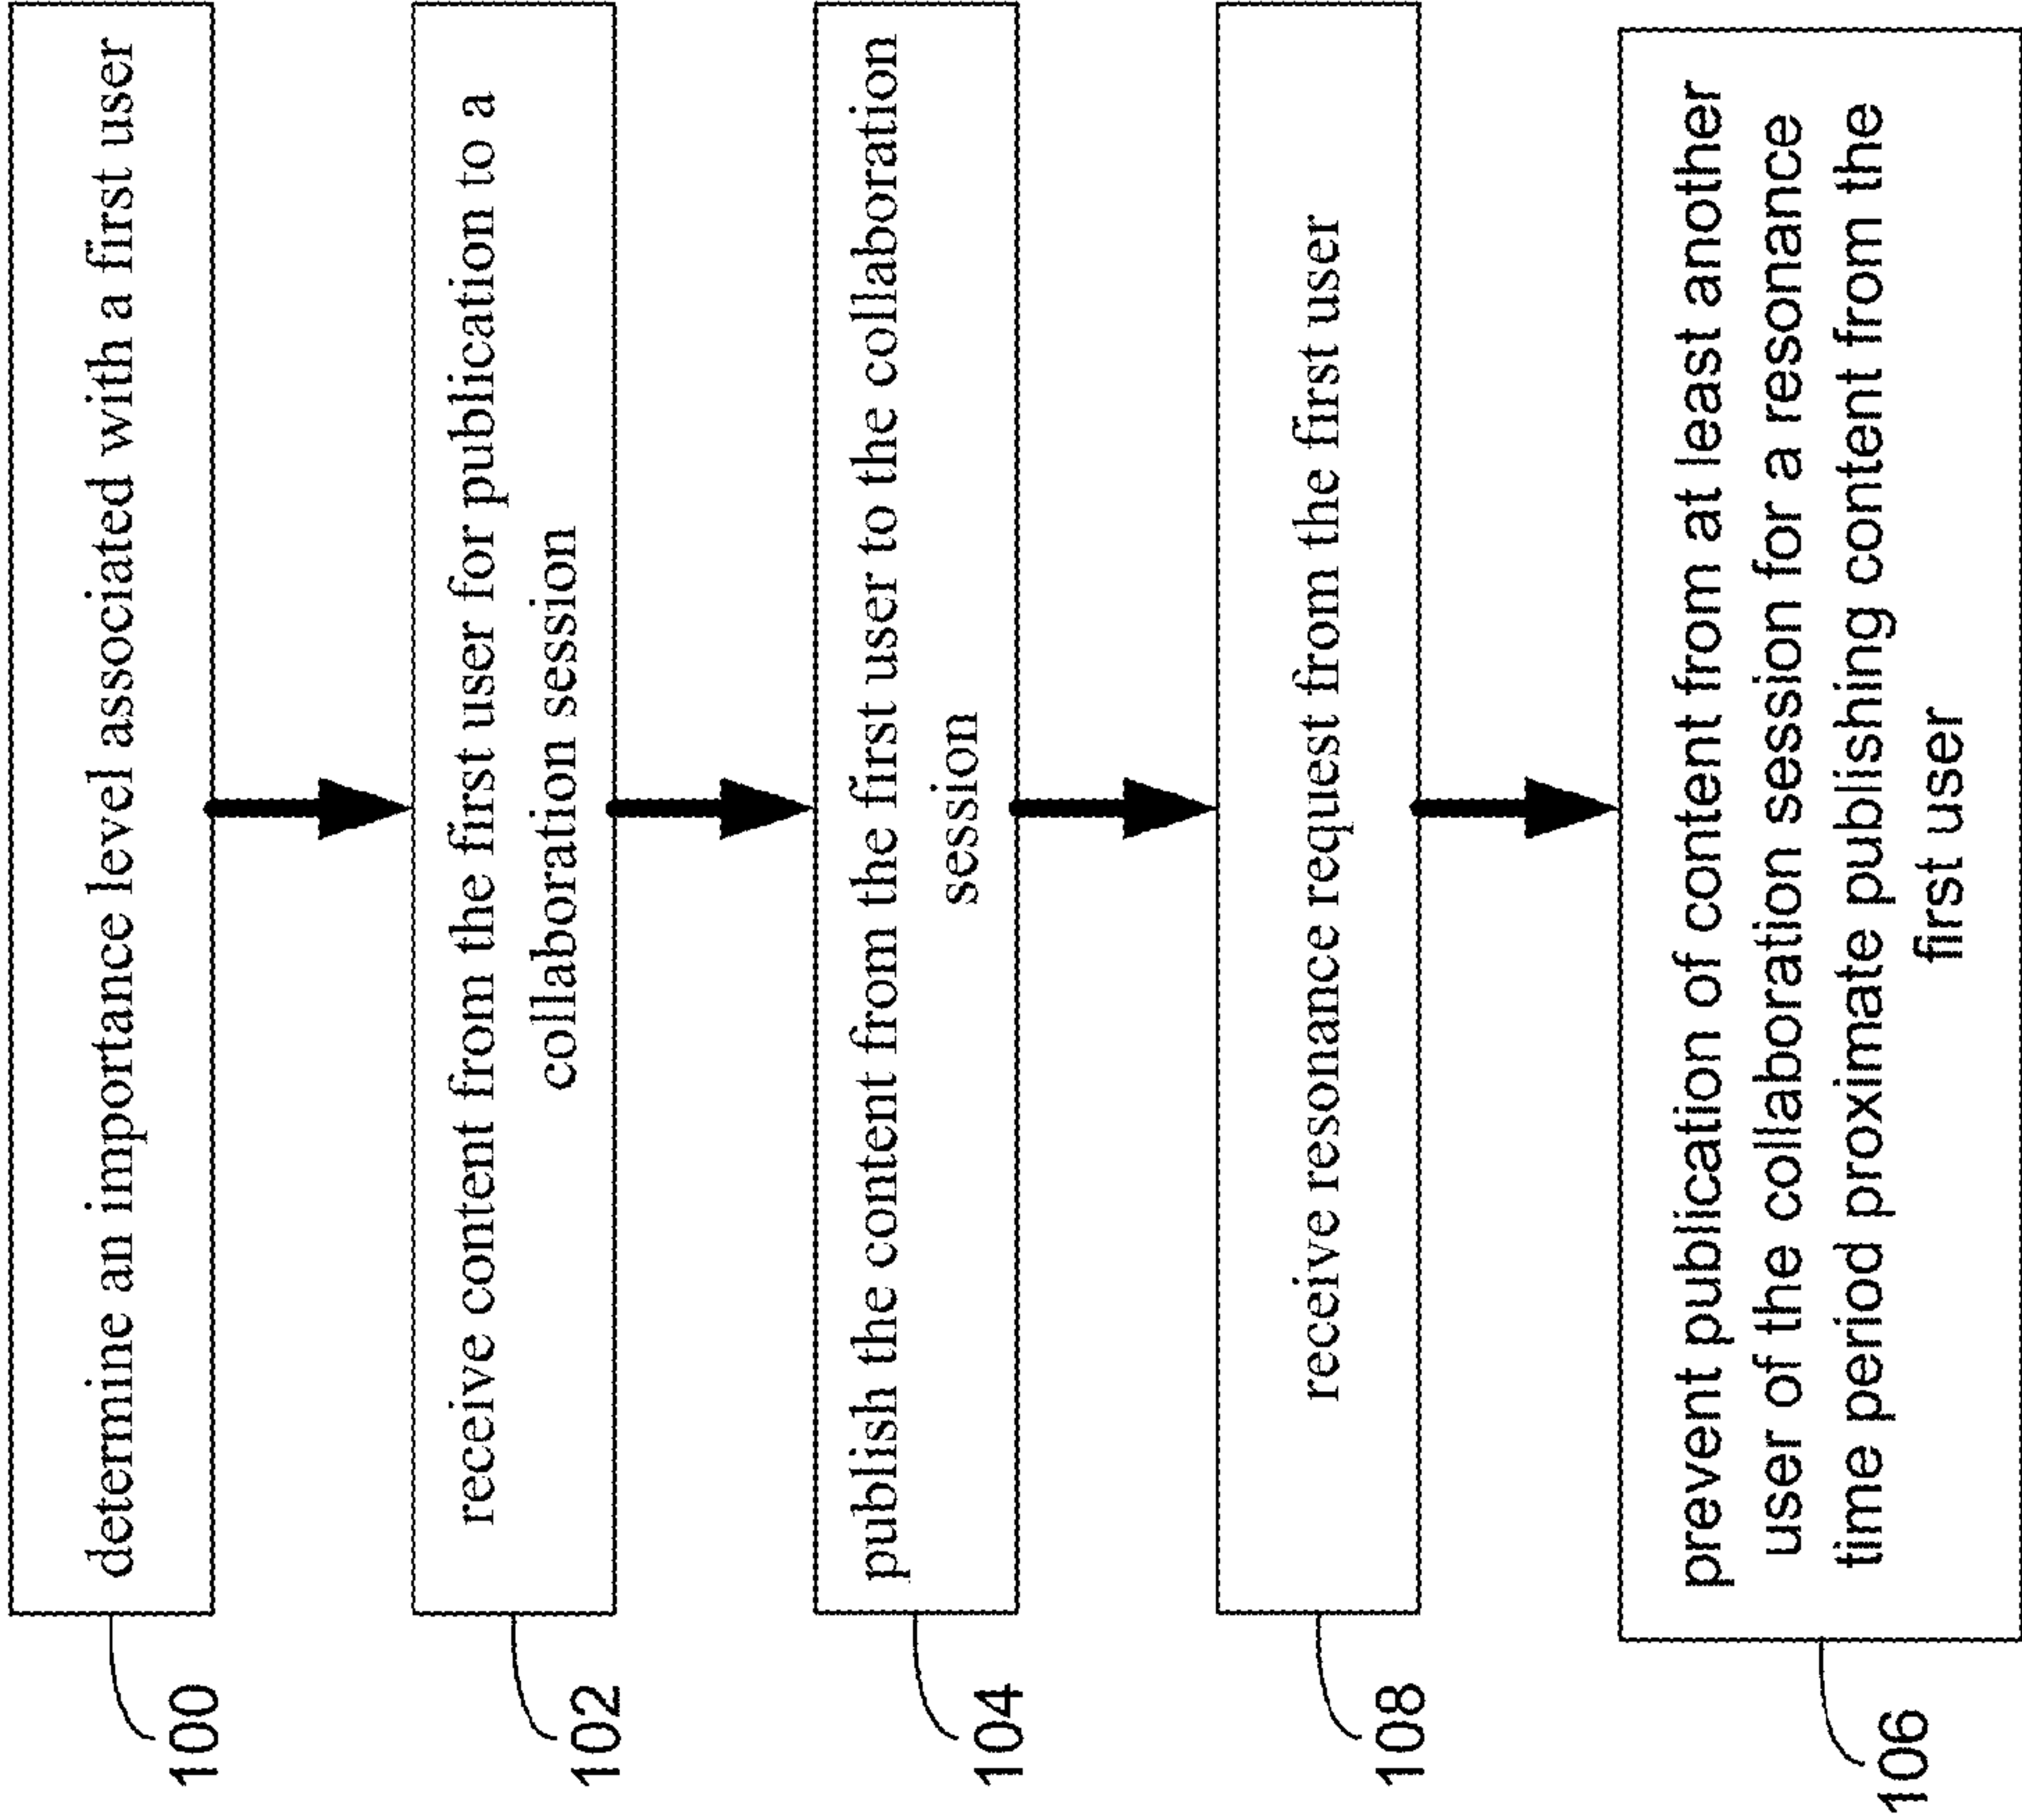 determine an importance level associated with a first user
100
receive content from the first user for publication to a
collaboration session
102
publish the content from the first user to the collaboration
session
104
receive resonance request from the first user
108
prevent publication of content from at least another
user of the collaboration session for a resonance
time period proximate publishing content from the
first user
106